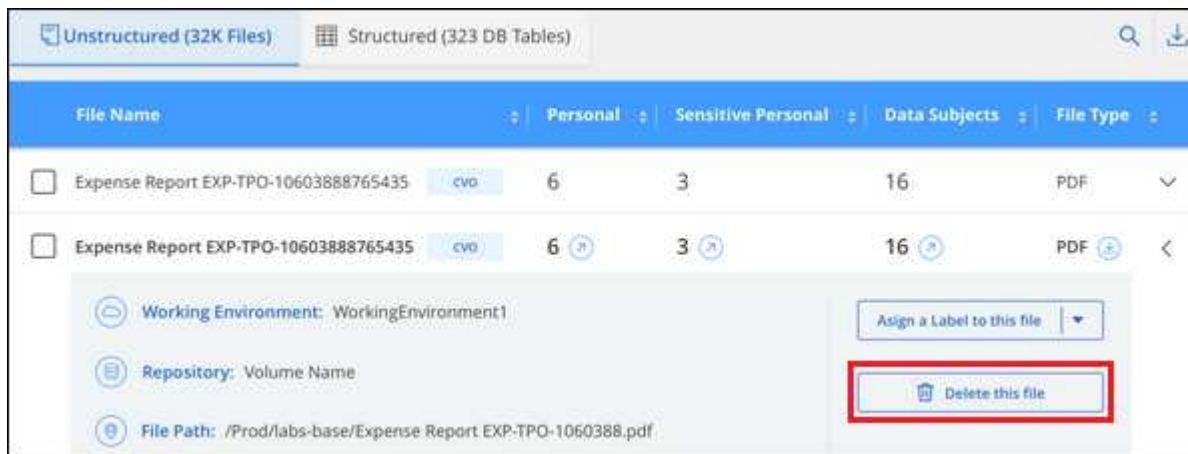 Unstructured (32K Files) Structured (323 DB Tables)
File Name Personal Sensitive Personal Data Subjects File Type
Expense Report EXP-TPO-10603888765435 CVO 6 3 16 PDF
Expense Report EXP-TPO-10603888765435 CVO 6 3 16 PDF
Working Environment: WorkingEnvironment1
Asign a Label to this file
Repository: Volume Name
Delete this file
File Path: /Prod/labs-base/Expense Report EXP-TPO-1060388.pdf